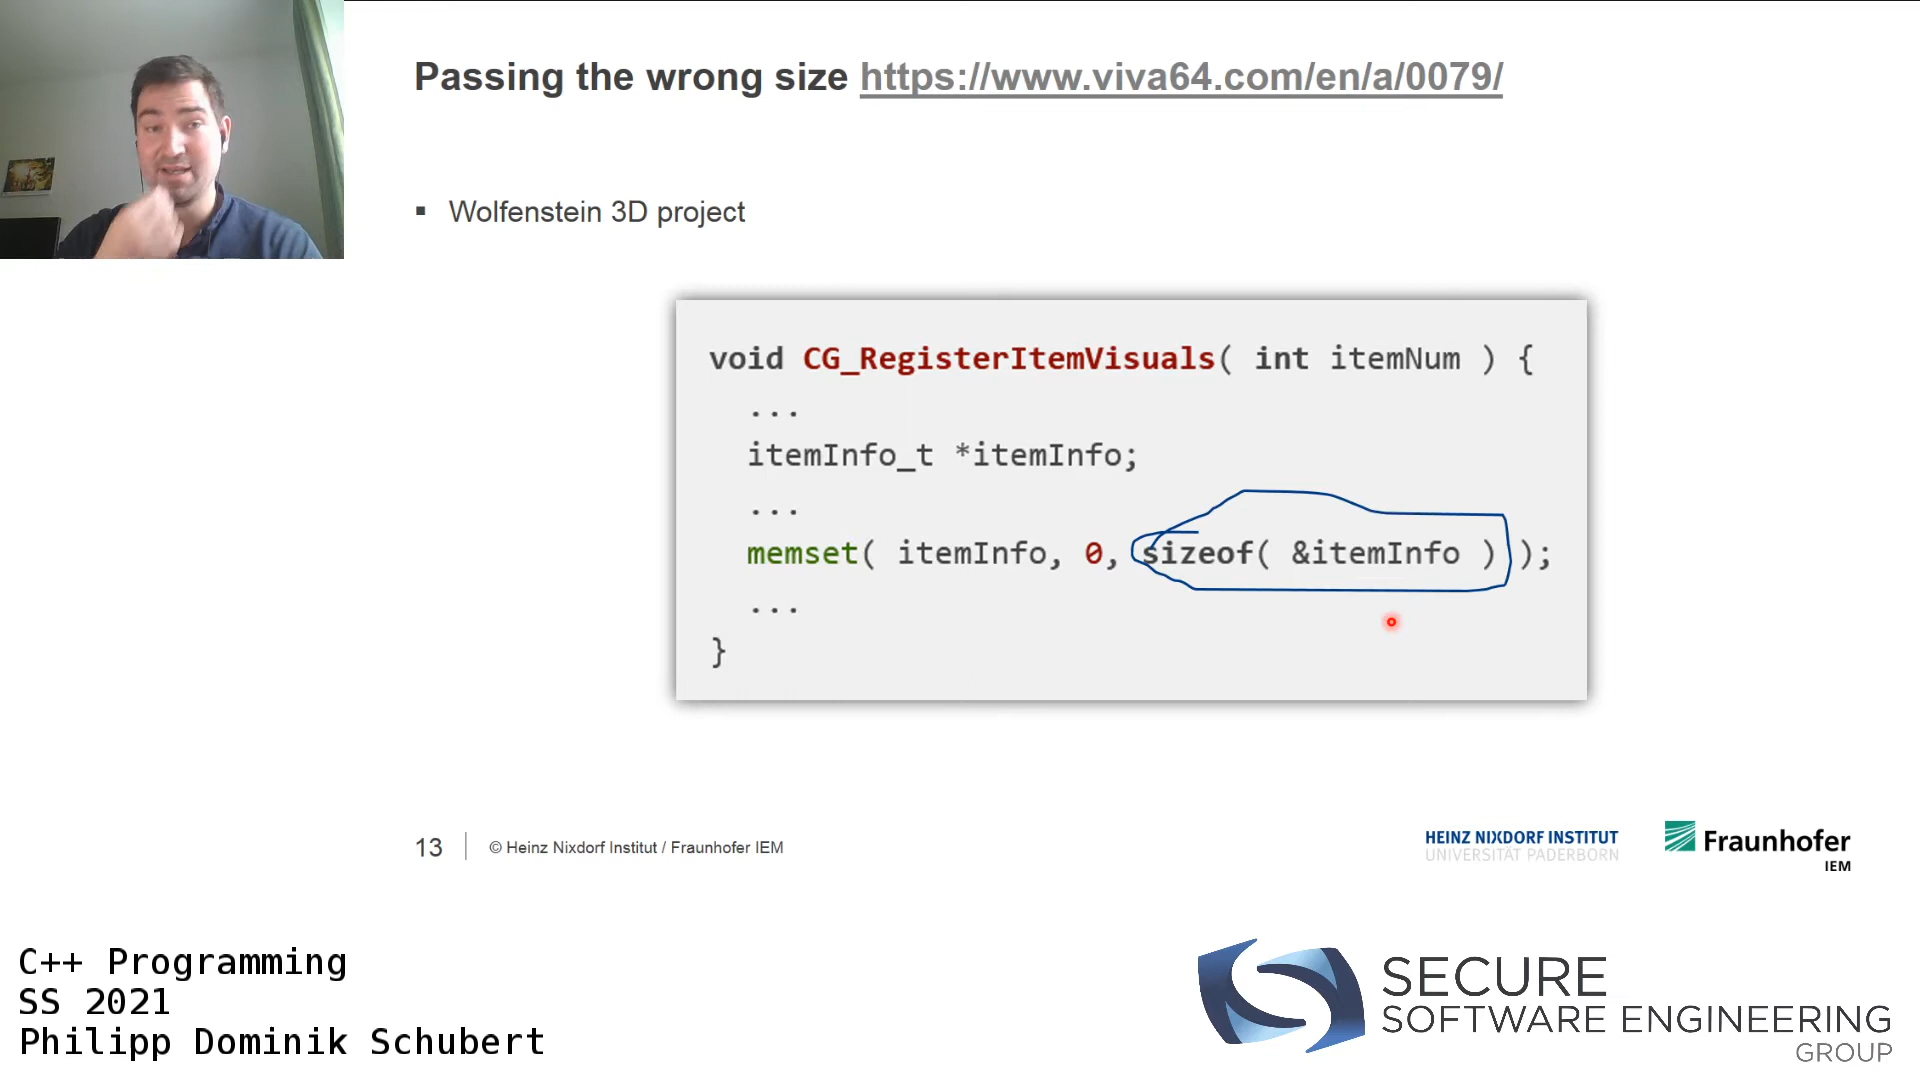 Passing the wrong size https://www.viva64.com/en/a/0079/
▪ Wolfenstein 3D project
void CG_RegisterItemVisuals( int itemNum ) {
...
itemInfo_t *itemInfo;
...
memset( itemInfo, 0, sizeof( &itemInfo ) );
...
}
13 © Heinz Nixdorf Institut / Fraunhofer IEM
HEINZ NIXDORF INSTITUT
UNIVERSITÄT PADERBORN
Fraunhofer
IEM
C++ Programming
SS 2021
Philipp Dominik Schubert
SECURE
SOFTWARE ENGINEERING
GROUP